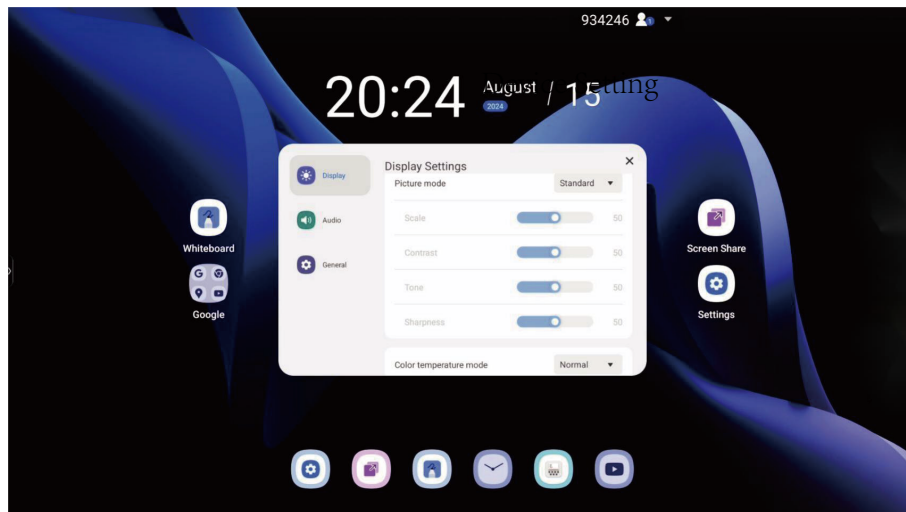 934246
20:24 August / 15
2024
Display Settings
Display
Picture mode Standard
Audio
Scale 50
Whiteboard
Screen Share
Contrast 50
General
Tone 50
Google
Settings
Sharpness 50
Color temperature mode Normal